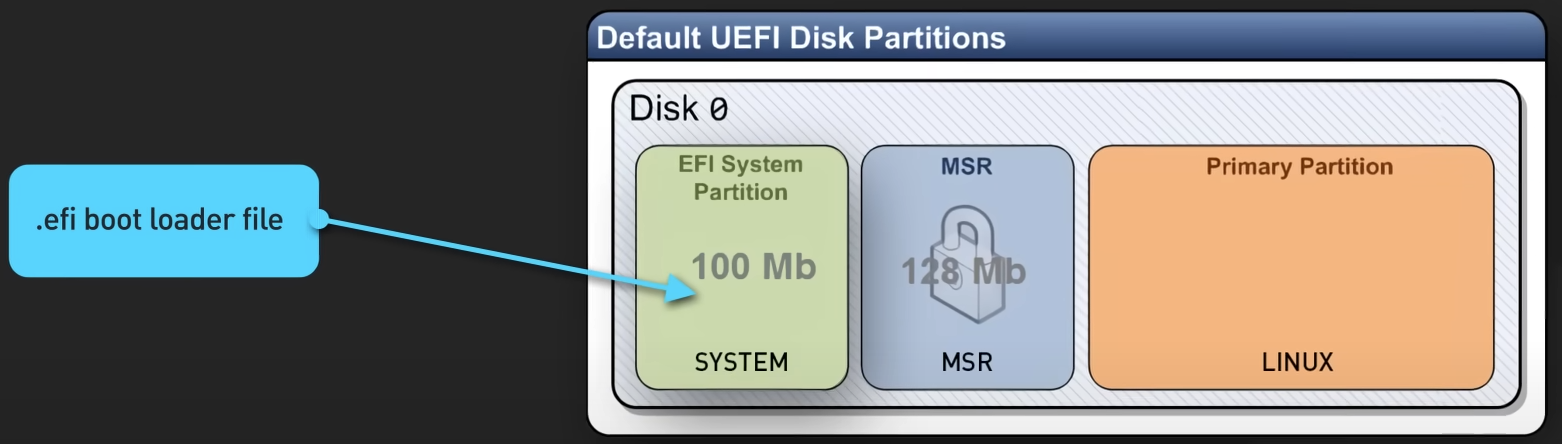 Default UEFI Disk Partitions
Disk 0
.efi boot loader file
EFI System
Partition
100 Mb
SYSTEM
MSR
128 Mb
MSR
Primary Partition
LINUX